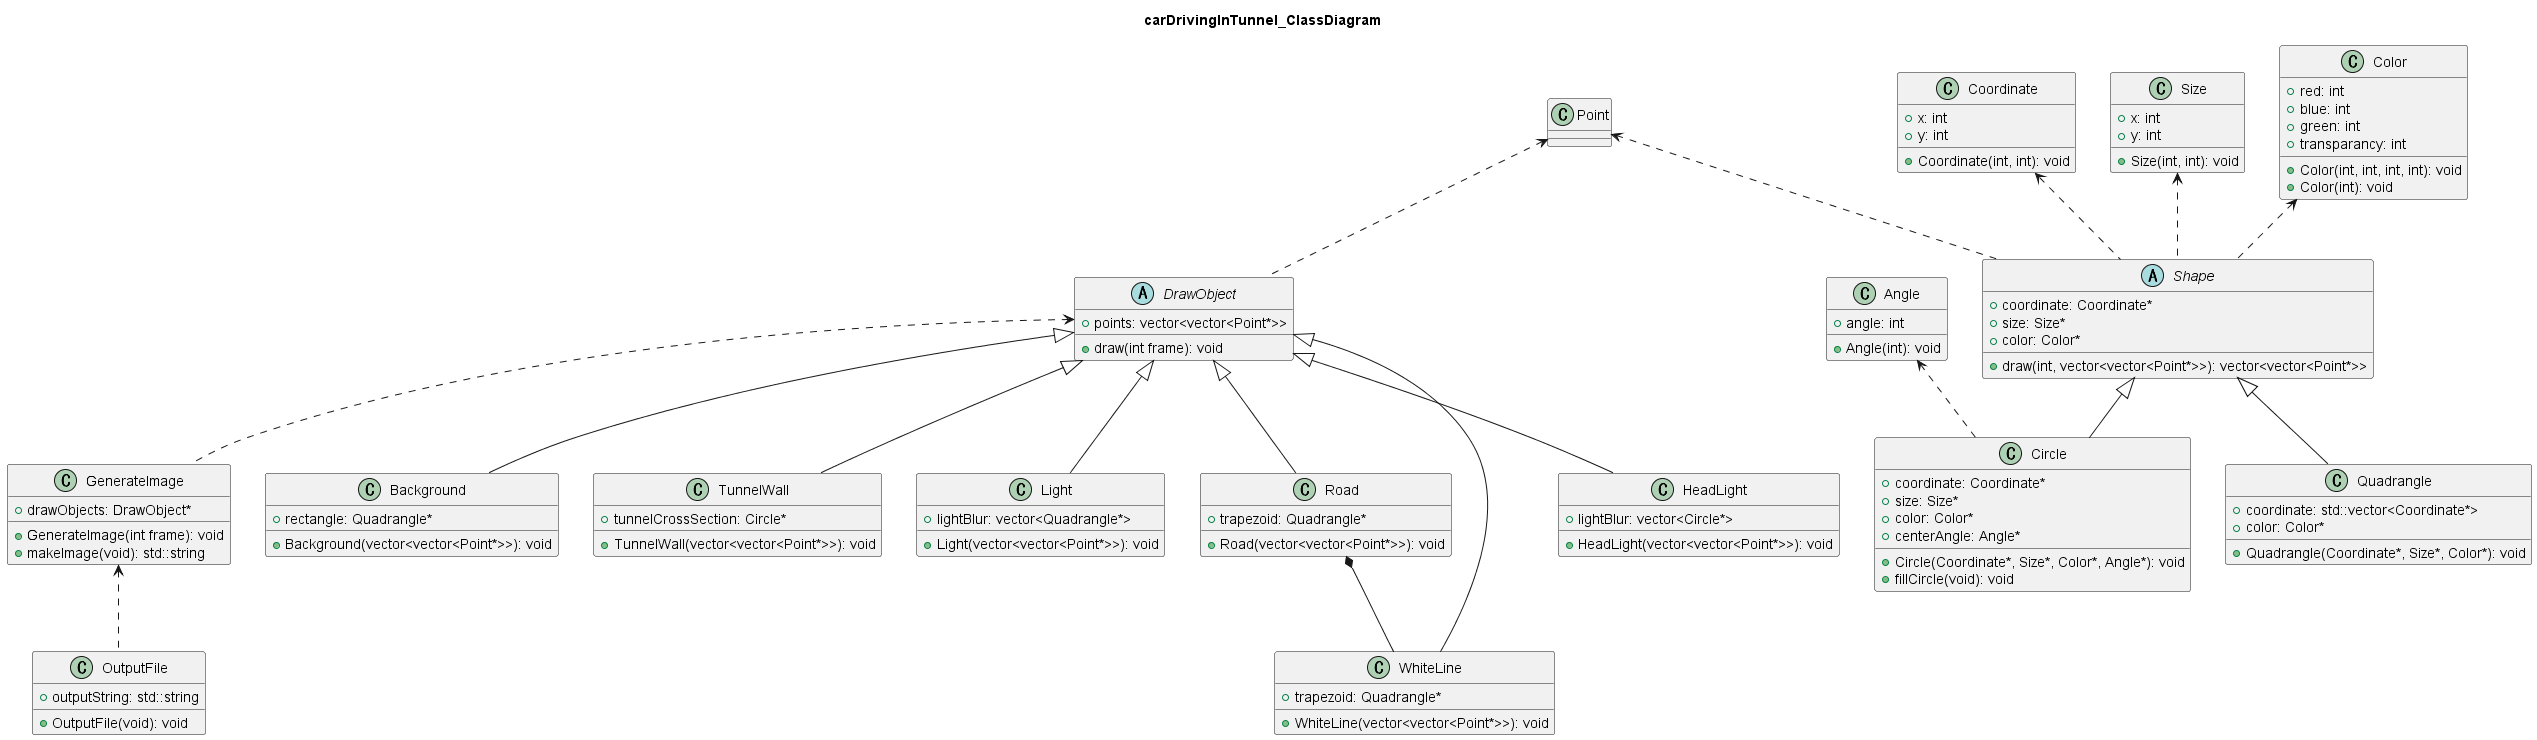 carDrivingInTunnel_ClassDiagram
C Point
C Coordinate
x: int
y: int
Coordinate(int, int): void
C Size
x: int
y: int
Size(int, int): void
C Color
red: int
blue: int
green: int
transparancy: int
Color(int, int, int, int): void
Color(int): void
A DrawObject
points: vector<vector<Point*>>
draw(int frame): void
C Angle
angle: int
Angle(int): void
A Shape
coordinate: Coordinate*
size: Size*
color: Color*
draw(int, vector<vector<Point*>>): vector<vector<Point*>>
C GenerateImage
drawObjects: DrawObject*
GenerateImage(int frame): void
makeImage(void): std::string
C Background
rectangle: Quadrangle*
Background(vector<vector<Point*>>): void
C TunnelWall
tunnelCrossSection: Circle*
TunnelWall(vector<vector<Point*>>): void
C Light
lightBlur: vector<Quadrangle*>
Light(vector<vector<Point*>>): void
C Road
trapezoid: Quadrangle*
Road(vector<vector<Point*>>): void
C HeadLight
lightBlur: vector<Circle*>
HeadLight(vector<vector<Point*>>): void
C Circle
coordinate: Coordinate*
size: Size*
color: Color*
centerAngle: Angle*
Circle(Coordinate*, Size*, Color*, Angle*): void
fillCircle(void): void
C Quadrangle
coordinate: std::vector<Coordinate*>
color: Color*
Quadrangle(Coordinate*, Size*, Color*): void
C OutputFile
outputString: std::string
OutputFile(void): void
C WhiteLine
trapezoid: Quadrangle*
WhiteLine(vector<vector<Point*>>): void